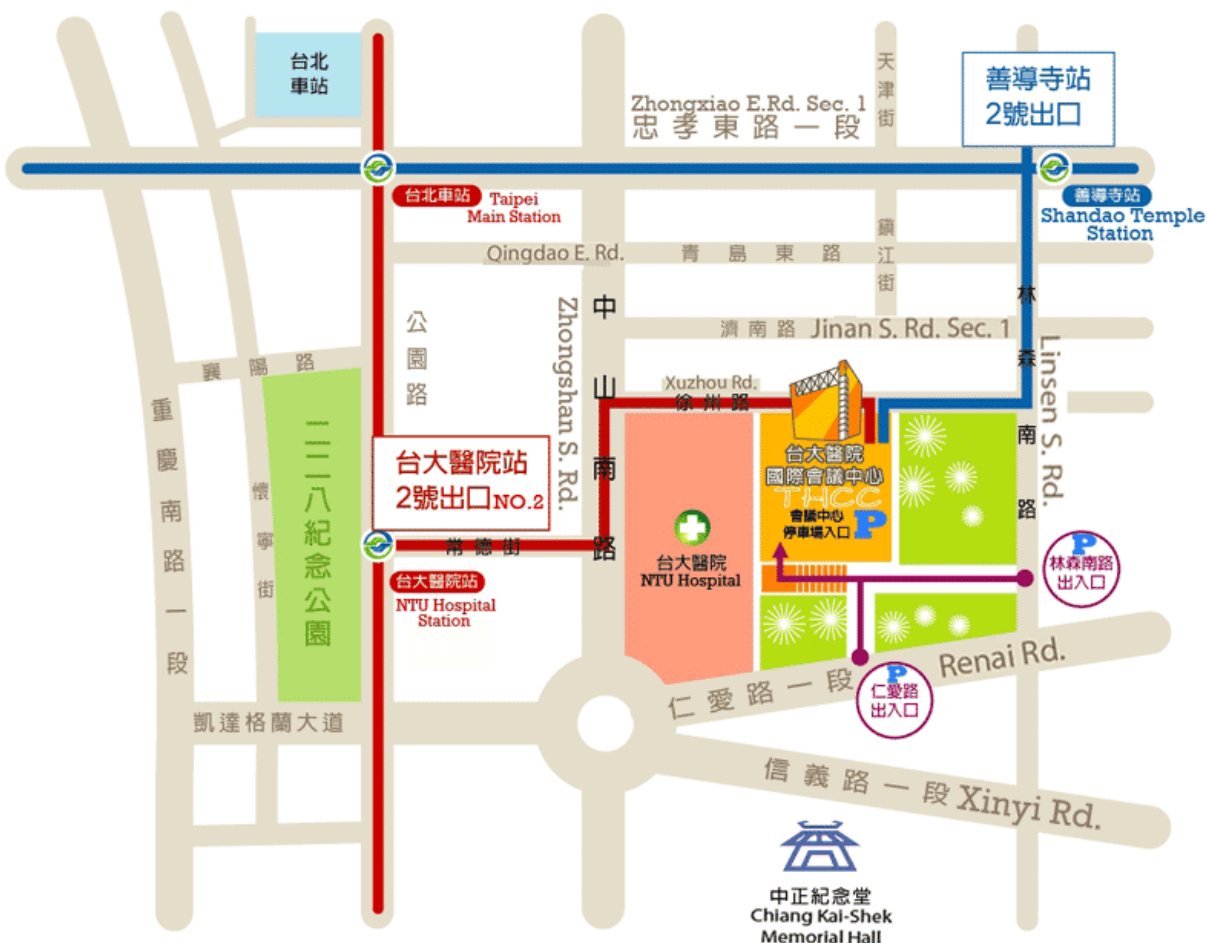 台北
車站
天津街
善導寺站
2號出口
Zhongxiao E.Rd. Sec. 1
忠孝東路一段
台北車站
Taipei
Main Station
善導寺站
Shandao Temple
Station
Qingdao E. Rd.
青島東路
鎮江街
中山南路
Zhongshan S. Rd.
公園路
濟南路 Jinan S. Rd. Sec. 1
林森南路
Linsen S. Rd.
襄陽路
Xuzhou Rd.
徐州路
重慶南路一段
二二八紀念公園
懷寧街
台大醫院站
2號出口NO.2
台大醫院
國際會議中心
THCC
會議中心
停車場入口 P
常德街
台大醫院
NTU Hospital
台大醫院站
NTU Hospital
Station
P
林森南路
出入口
Renai Rd.
仁愛路一段
P
仁愛路
出入口
凱達格蘭大道
信義路一段 Xinyi Rd.
中正紀念堂
Chiang Kai-Shek
Memorial Hall